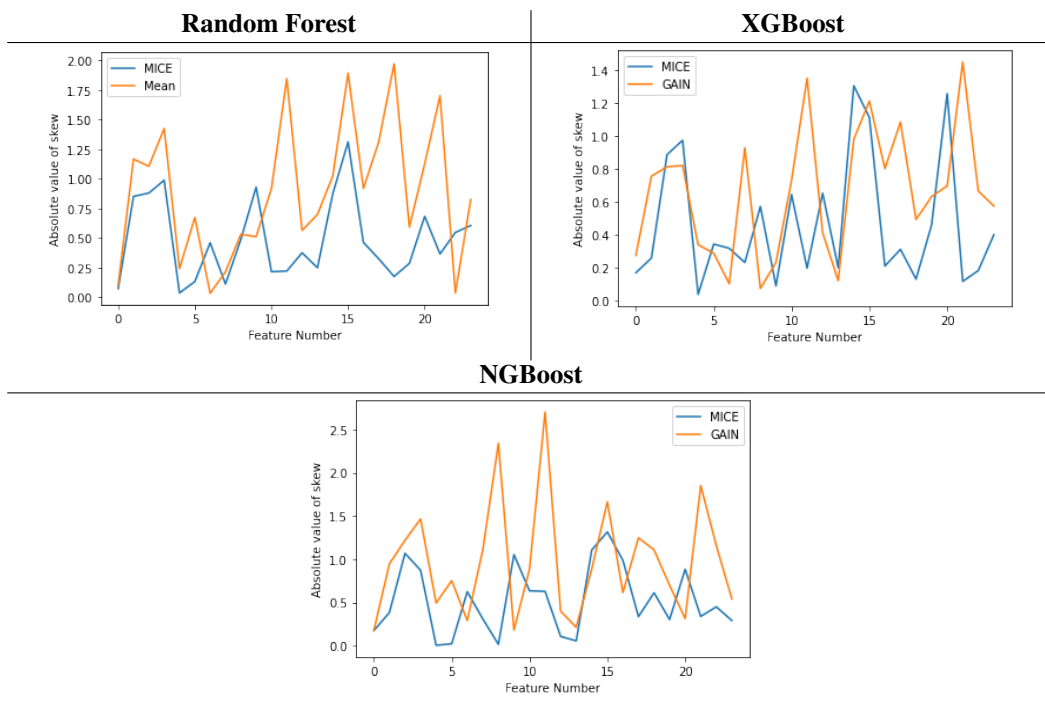 Random Forest
XGBoost
MICE
Mean
Absolute value of skew
2.00
1.75
1.50
1.25
1.00
0.75
0.50
0.25
0.00
0 5 10 15 20
Feature Number
MICE
GAIN
Absolute value of skew
1.4
1.2
1.0
0.8
0.6
0.4
0.2
0.0
0 5 10 15 20
Feature Number
NGBoost
MICE
GAIN
Absolute value of skew
2.5
2.0
1.5
1.0
0.5
0.0
0 5 10 15 20
Feature Number